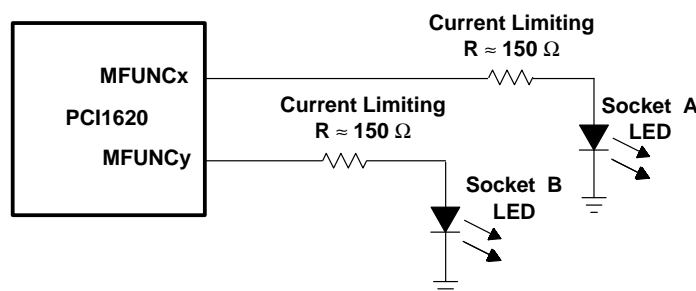 Current Limiting
R ≈ 150 Ω
MFUNCx
PCI1620
MFUNCy
Current Limiting
R ≈ 150 Ω
Socket A
LED
Socket B
LED